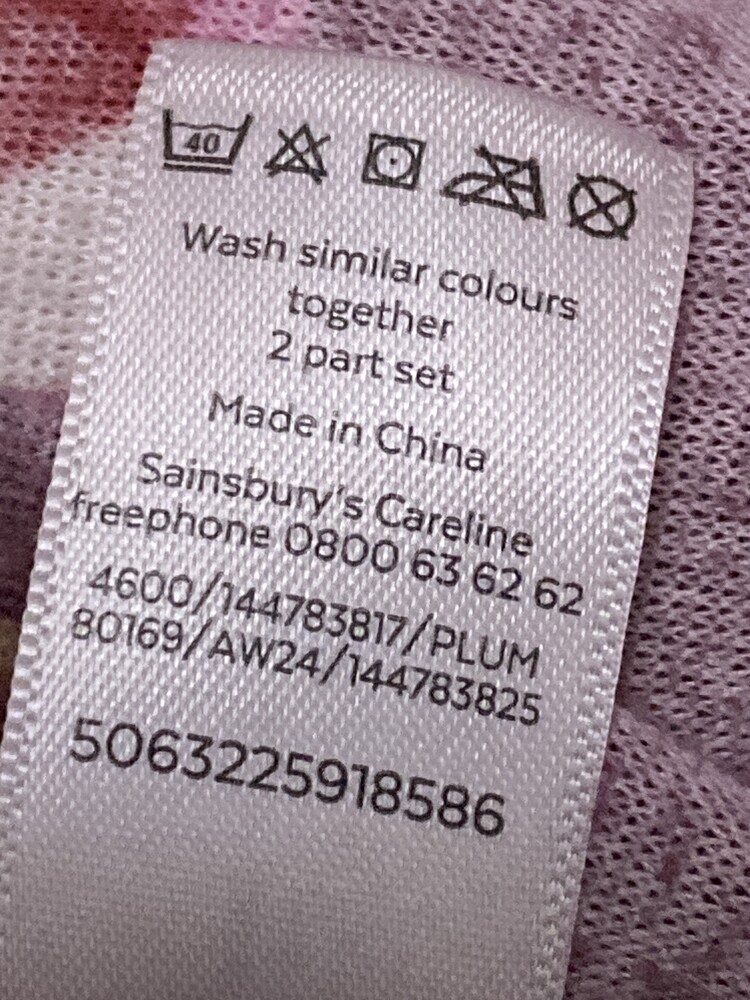 40
Wash similar colours
together
2 part set
Made in China
Sainsbury's Careline
freephone 0800 63 62 62
4600/144783817/PLUM
80169/AW24/144783825
5063225918586